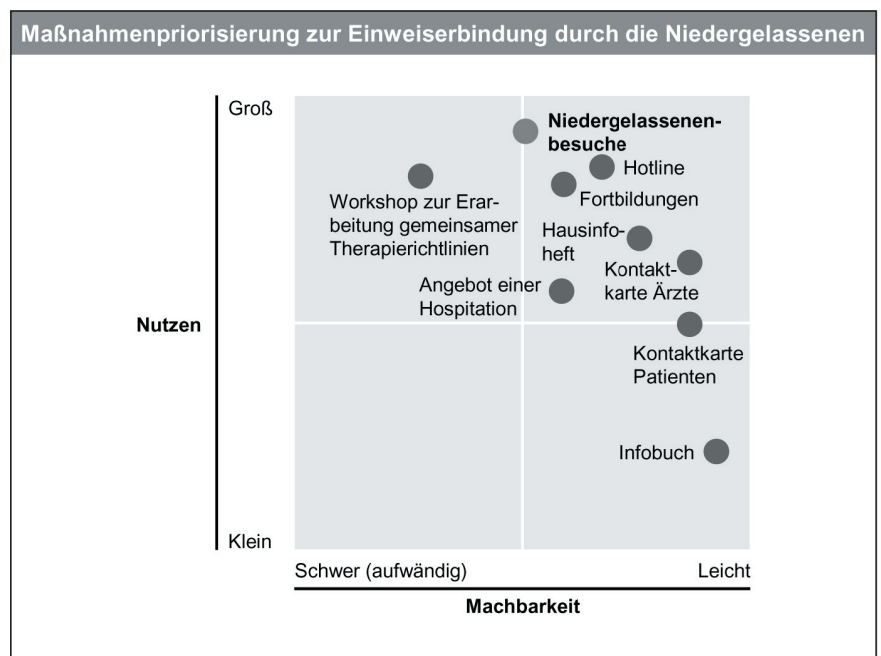 Maßnahmenpriorisierung zur Einweiserbindung durch die Niedergelassenen
Groß
Niedergelassenen-
besuche
Hotline
Fortbildungen
Workshop zur Erar-
beitung gemeinsamer
Therapierichtlinien
Hausinfo-
heft
Kontakt-
karte Ärzte
Angebot einer
Hospitation
Nutzen
Kontaktkarte
Patienten
Infobuch
Klein
Schwer (aufwändig)
Leicht
Machbarkeit